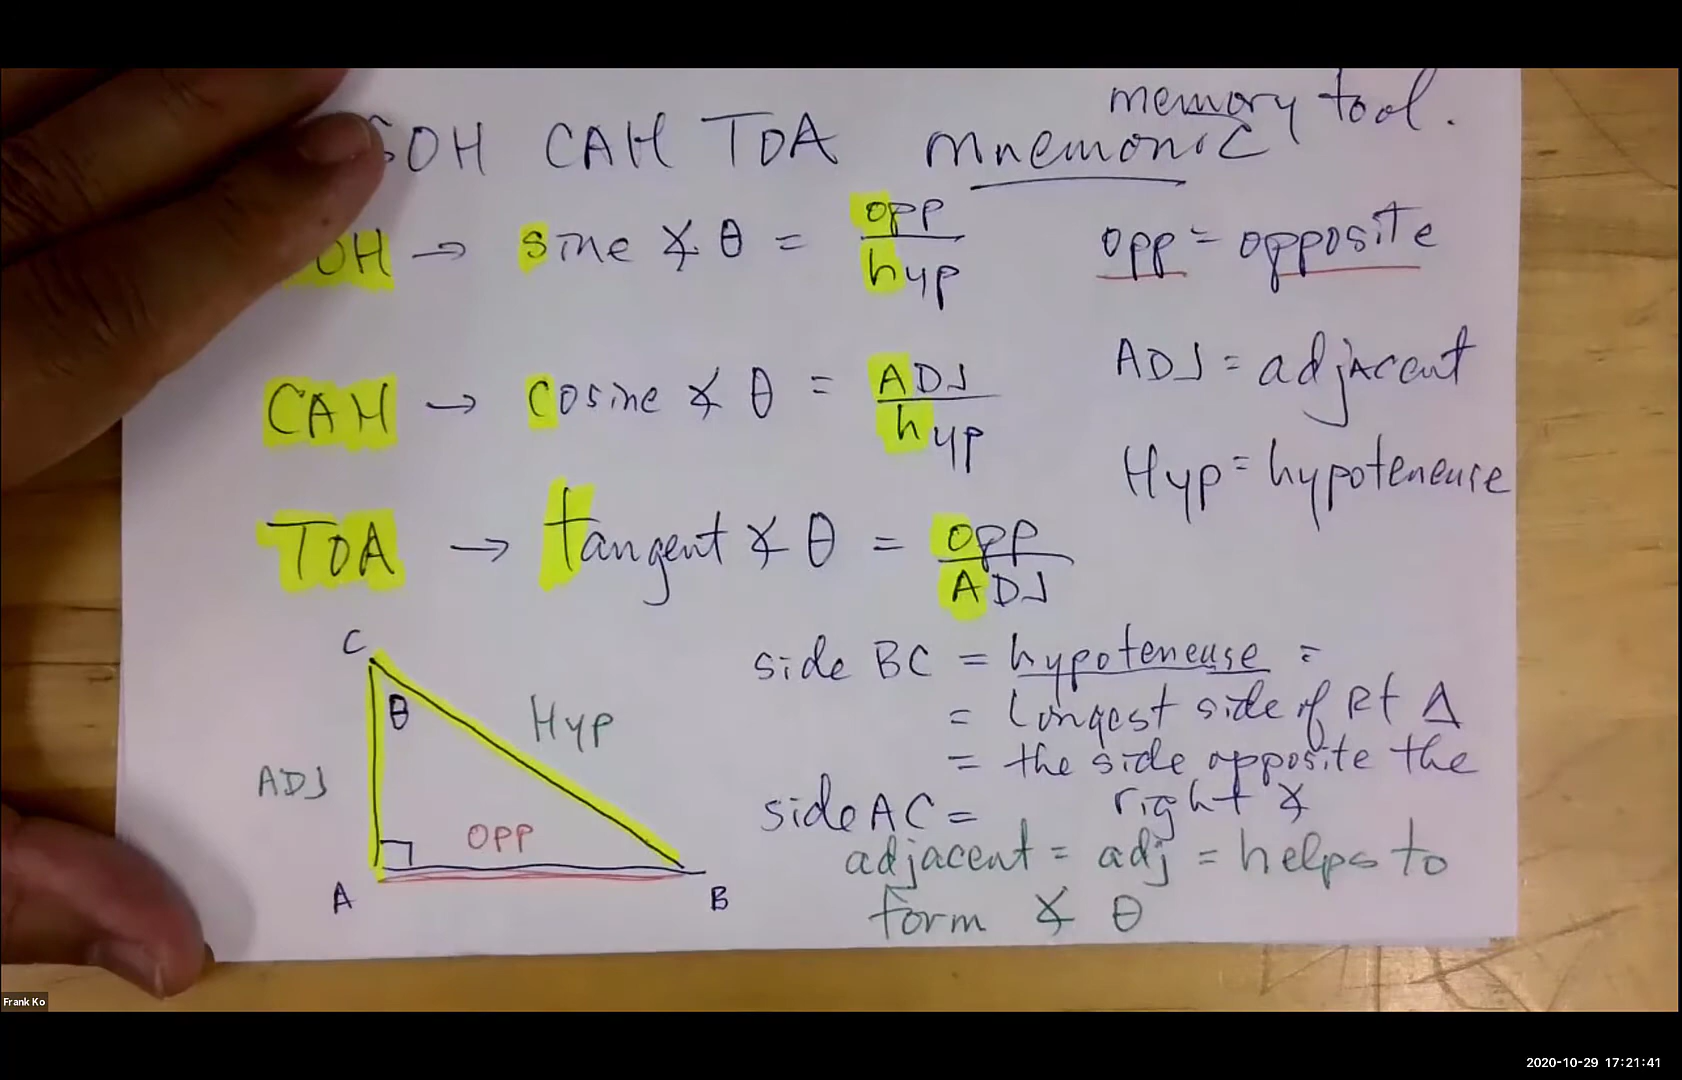 memory tool.
SOH CAH TOA mnemonic
OH → sine ∡ θ = opp / hyp
opp = opposite
CAH → cosine ∡ θ = ADJ / hyp
ADJ = adjacent
Hyp = hypoteneuse
TOA → tangent ∡ θ = opp / ADJ
C
θ
Hyp
ADJ
OPP
A
B
side BC = hypoteneuse =
= longest side of Rt Δ
= the side opposite the
right ∡
side AC =
adjacent = adj = helps to
form ∡ θ
Frank Ko
2020-10-29 17:21:41